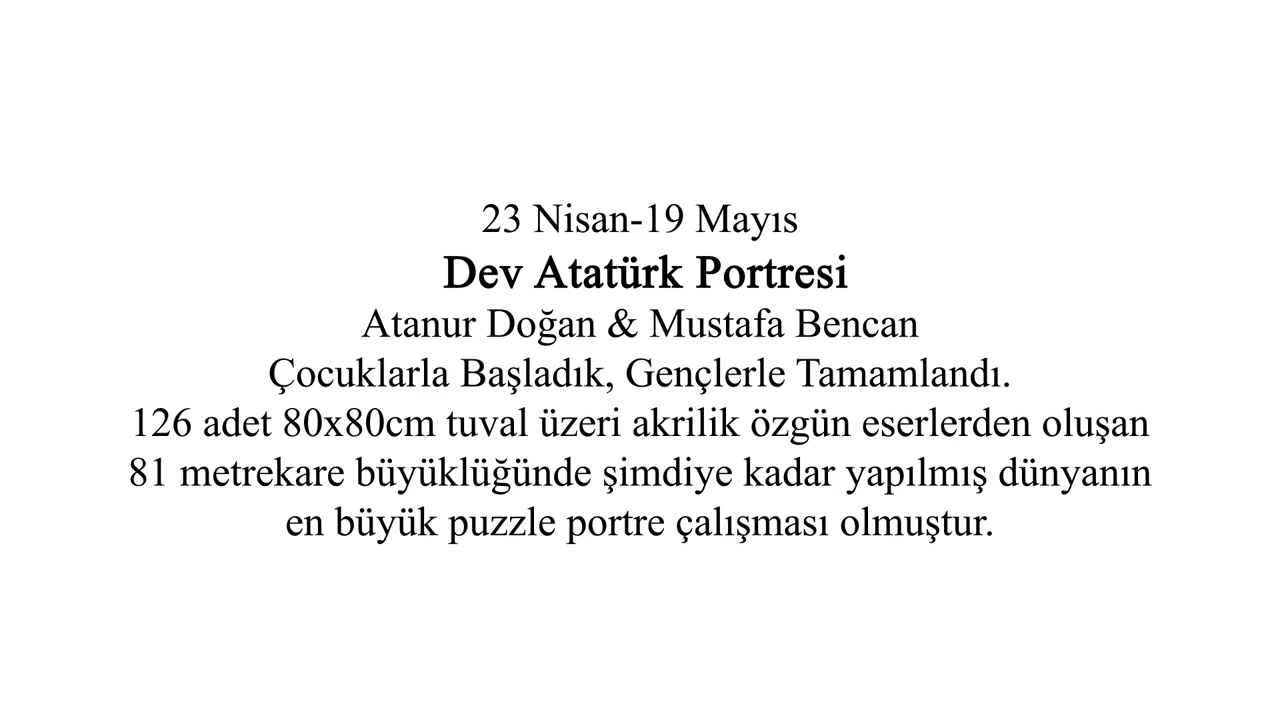 23 Nisan-19 Mayıs
Dev Atatürk Portresi
Atanur Doğan & Mustafa Bencan
Çocuklarla Başladık, Gençlerle Tamamlandı.
126 adet 80x80cm tuval üzeri akrilik özgün eserlerden oluşan
81 metrekare büyüklüğünde şimdiye kadar yapılmış dünyanın
en büyük puzzle portre çalışması olmuştur.